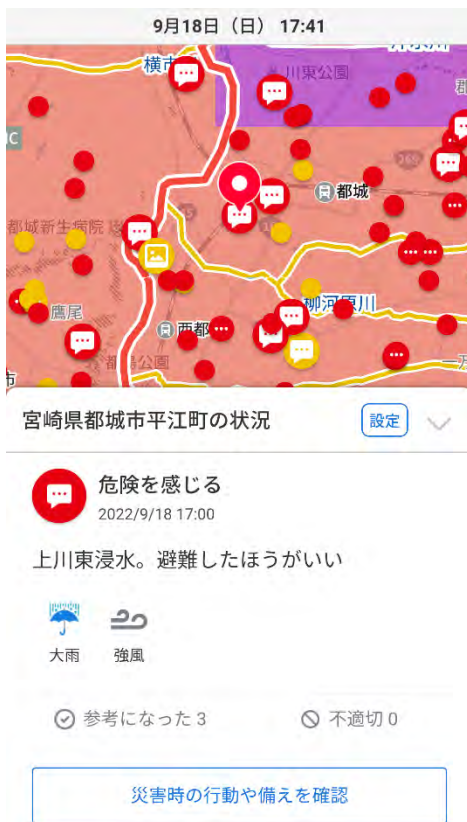 9月18日（日） 17:41
横市
川東公園
都城
都城新生病院
鷹尾
西都
柳河原川
宮崎県都城市平江町の状況
設定
危険を感じる
2022/9/18 17:00
上川東浸水。避難したほうがいい
大雨
強風
参考になった 3
不適切 0
災害時の行動や備えを確認